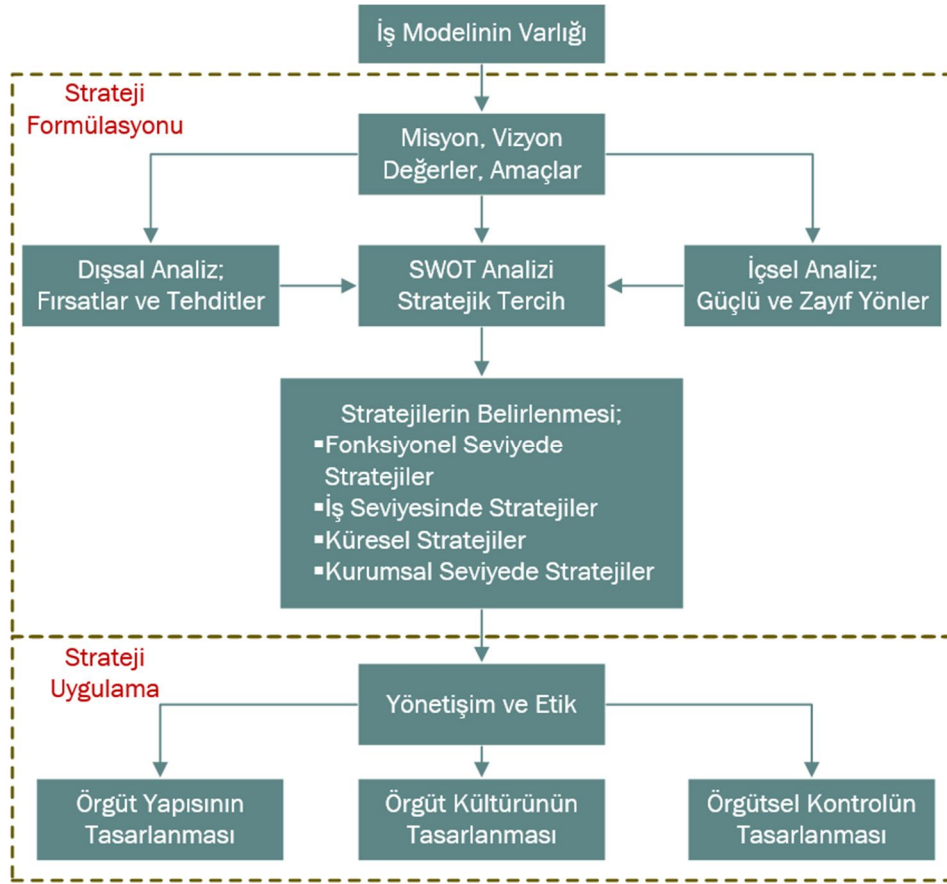 İş Modelinin Varlığı
Strateji
Formülasyonu
Misyon, Vizyon
Değerler, Amaçlar
Dışsal Analiz;
Fırsatlar ve Tehditler
SWOT Analizi
Stratejik Tercih
İçsel Analiz;
Güçlü ve Zayıf Yönler
Stratejilerin Belirlenmesi;
▪Fonksiyonel Seviyede
Stratejiler
▪İş Seviyesinde Stratejiler
▪Küresel Stratejiler
▪Kurumsal Seviyede Stratejiler
Strateji
Uygulama
Yönetişim ve Etik
Örgüt Yapısının
Tasarlanması
Örgüt Kültürünün
Tasarlanması
Örgütsel Kontrolün
Tasarlanması